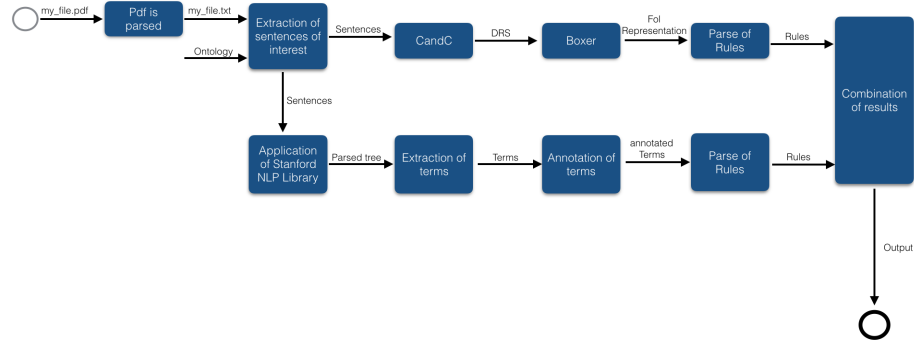 my_file.pdf
Pdf is
parsed
my_file.txt
Ontology
Extraction of
sentences of
interest
Sentences
CandC
DRS
Boxer
Fol
Representation
Parse of
Rules
Rules
Combination
of results
Sentences
Application
of Stanford
NLP Library
Parsed tree
Extraction of
terms
Terms
Annotation of
terms
annotated
Terms
Parse of
Rules
Rules
Output